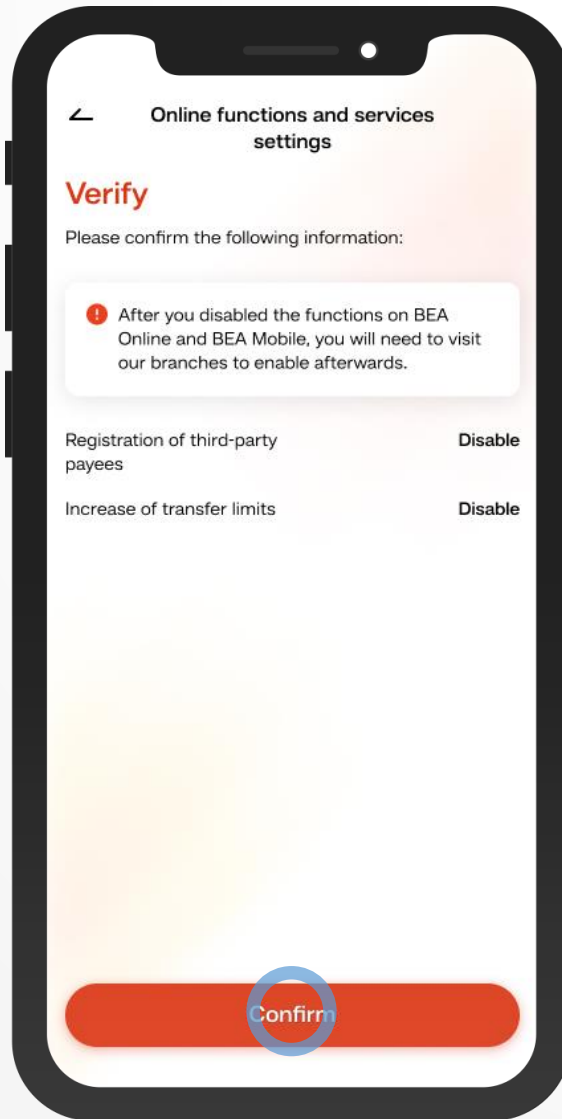 Online functions and services
settings
Verify
Please confirm the following information:
After you disabled the functions on BEA
Online and BEA Mobile, you will need to visit
our branches to enable afterwards.
Registration of third-party Disable
payees
Increase of transfer limits Disable
Confirm